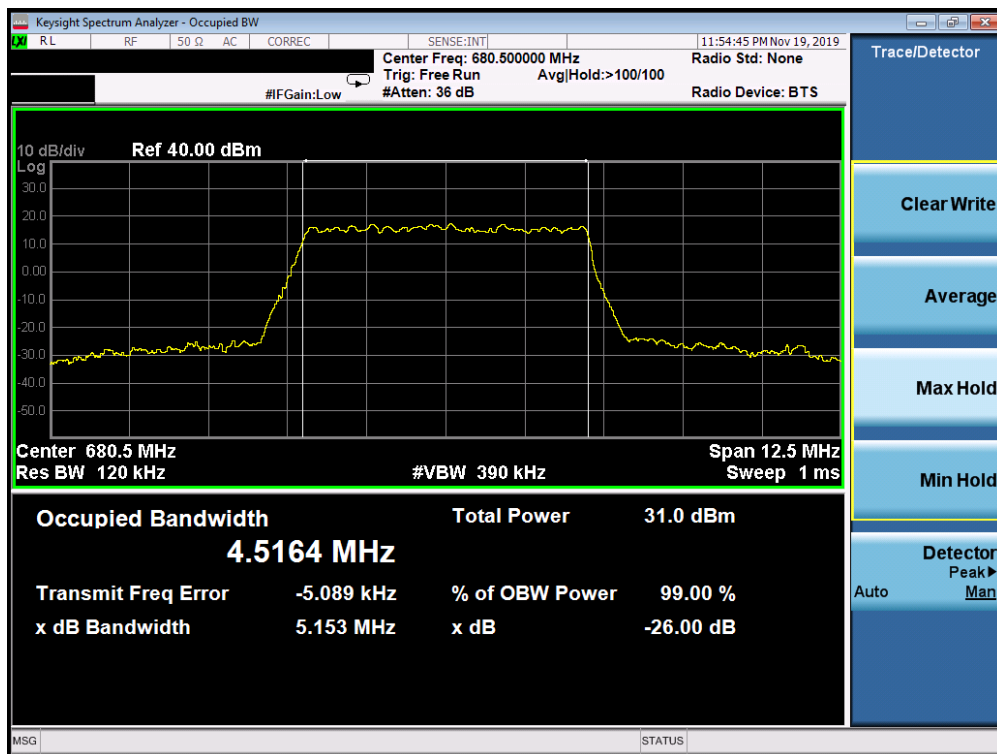 Keysight Spectrum Analyzer - Occupied BW
LXI RL RF 50 Ω AC CORREC SENSE:INT 11:54:45 PM Nov 19, 2019
Center Freq: 680.500000 MHz Radio Std: None
Trig: Free Run Avg|Hold:>100/100
#IFGain:Low #Atten: 36 dB Radio Device: BTS
10 dB/div Ref 40.00 dBm
Log
30.0
20.0
10.0
0.00
-10.0
-20.0
-30.0
-40.0
-50.0
Center 680.5 MHz Span 12.5 MHz
Res BW 120 kHz #VBW 390 kHz Sweep 1 ms
Occupied Bandwidth Total Power 31.0 dBm
4.5164 MHz
Transmit Freq Error -5.089 kHz % of OBW Power 99.00 %
x dB Bandwidth 5.153 MHz x dB -26.00 dB
MSG STATUS
Trace/Detector
Clear Write
Average
Max Hold
Min Hold
Detector
Peak▶
Auto Man